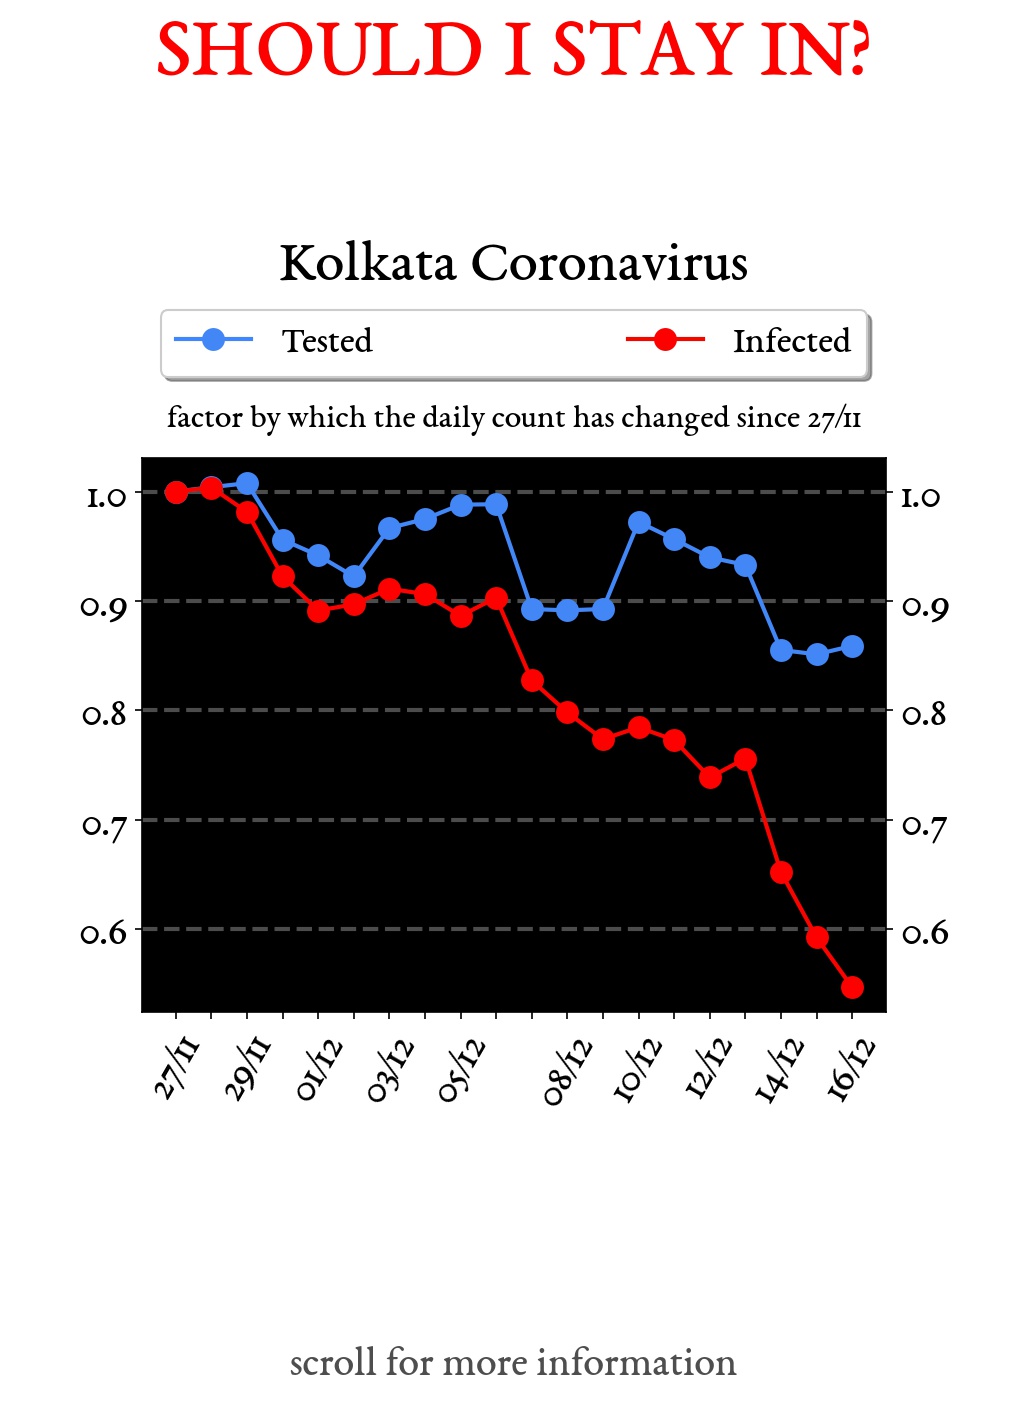 SHOULD I STAY IN?
Kolkata Coronavirus
Tested Infected
factor by which the daily count has changed since 27/11
1.0 1.0
0.9 0.9
0.8 0.8
0.7 0.7
0.6 0.6
27/11 29/11 01/12 03/12 05/12 08/12 10/12 12/12 14/12 16/12
scroll for more information